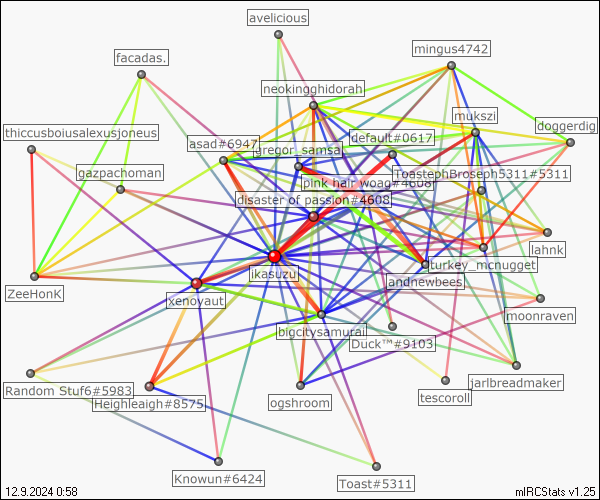 avelicious
mingus4742
facadas.
neokingghidorah
mukszi
doggerdig
thiccusboiusalexusjoneus
default#0617
asad#6947
gregor_samsa
gazpachoman
ToastephBroseph5311#5311
pink hair woag#4608
disaster of passion#4608
lahnk
turkey_mcnugget
ikasuzu
andnewbees
ZeeHonK
xenoyaut
moonraven
bigcitysamurai
Duck™#9103
jarlbreadmaker
Random Stuf6#5983
tescoroll
Heighleaigh#8575
ogshroom
Knowun#6424
Toast#5311
12.9.2024 0:58
mIRCStats v1.25